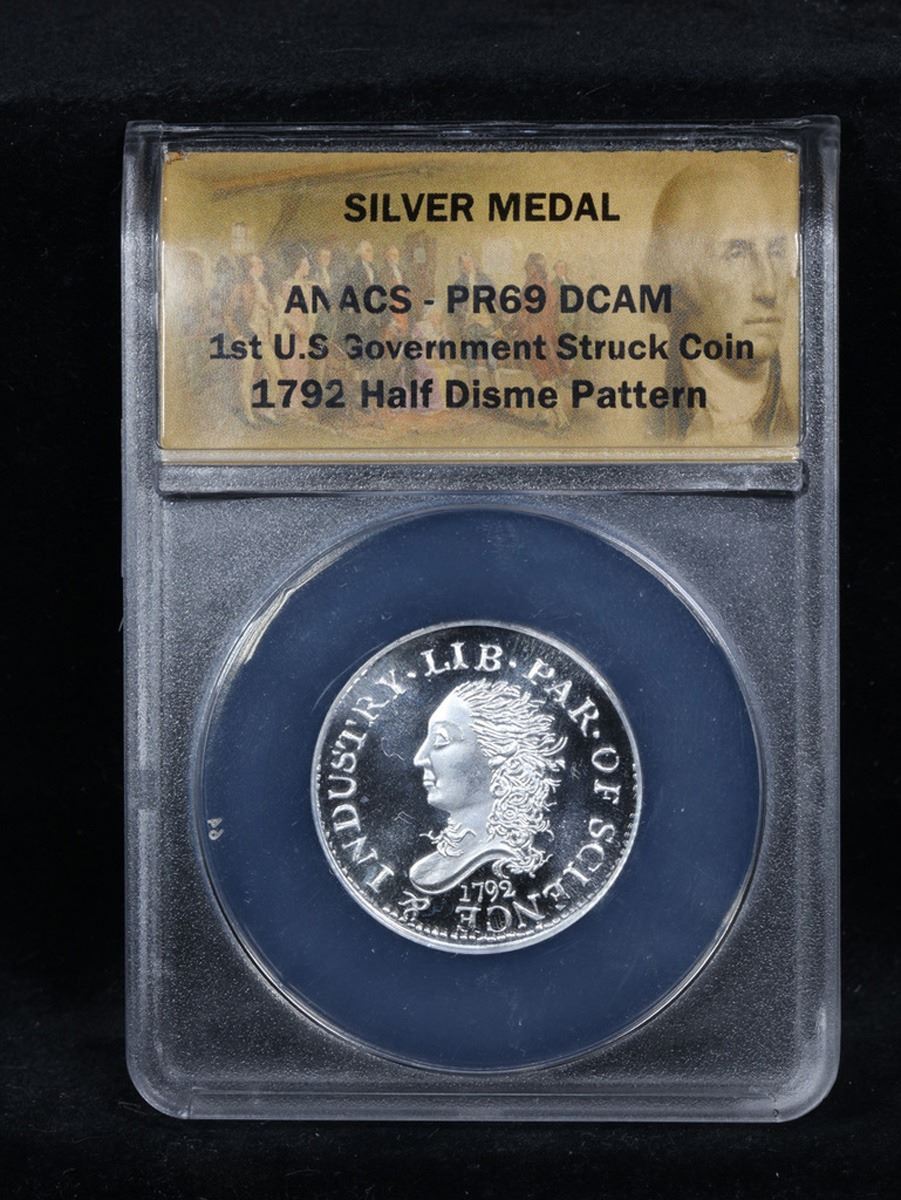 SILVER MEDAL
ANACS - PR69 DCAM
1st U.S Government Struck Coin
1792 Half Disme Pattern
INDUSTRY · LIB · PAR · OF SCIENCE
1792